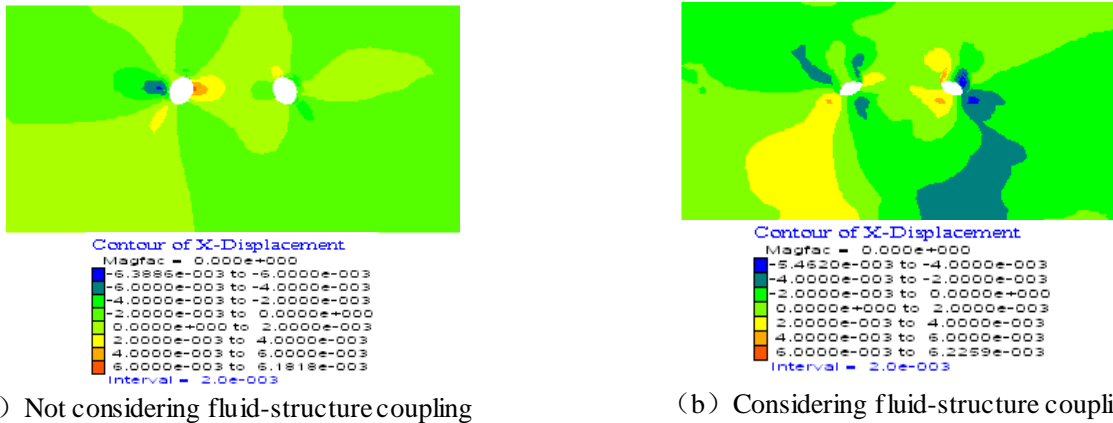 Contour of X-Displacement
Magfac = 0.000e+000
-6.3886e-003 to -6.0000e-003
-6.0000e-003 to -4.0000e-003
-4.0000e-003 to -2.0000e-003
-2.0000e-003 to 0.0000e+000
0.0000e+000 to 2.0000e-003
2.0000e-003 to 4.0000e-003
4.0000e-003 to 6.0000e-003
6.0000e-003 to 6.1818e-003
Interval = 2.0e-003
) Not considering fluid-structure coupling
Contour of X-Displacement
Magfac = 0.000e+000
-5.4620e-003 to -4.0000e-003
-4.0000e-003 to -2.0000e-003
-2.0000e-003 to 0.0000e+000
0.0000e+000 to 2.0000e-003
2.0000e-003 to 4.0000e-003
4.0000e-003 to 6.0000e-003
6.0000e-003 to 6.2259e-003
Interval = 2.0e-003
(b) Considering fluid-structure coupli